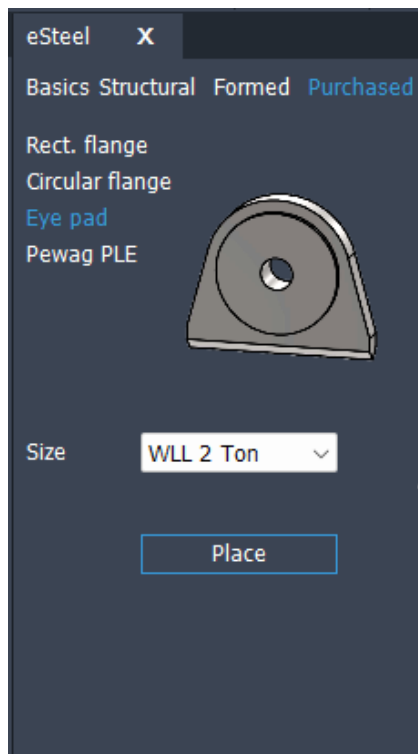 eSteel X
Basics Structural Formed Purchased
Rect. flange
Circular flange
Eye pad
Pewag PLE
Size WLL 2 Ton
Place